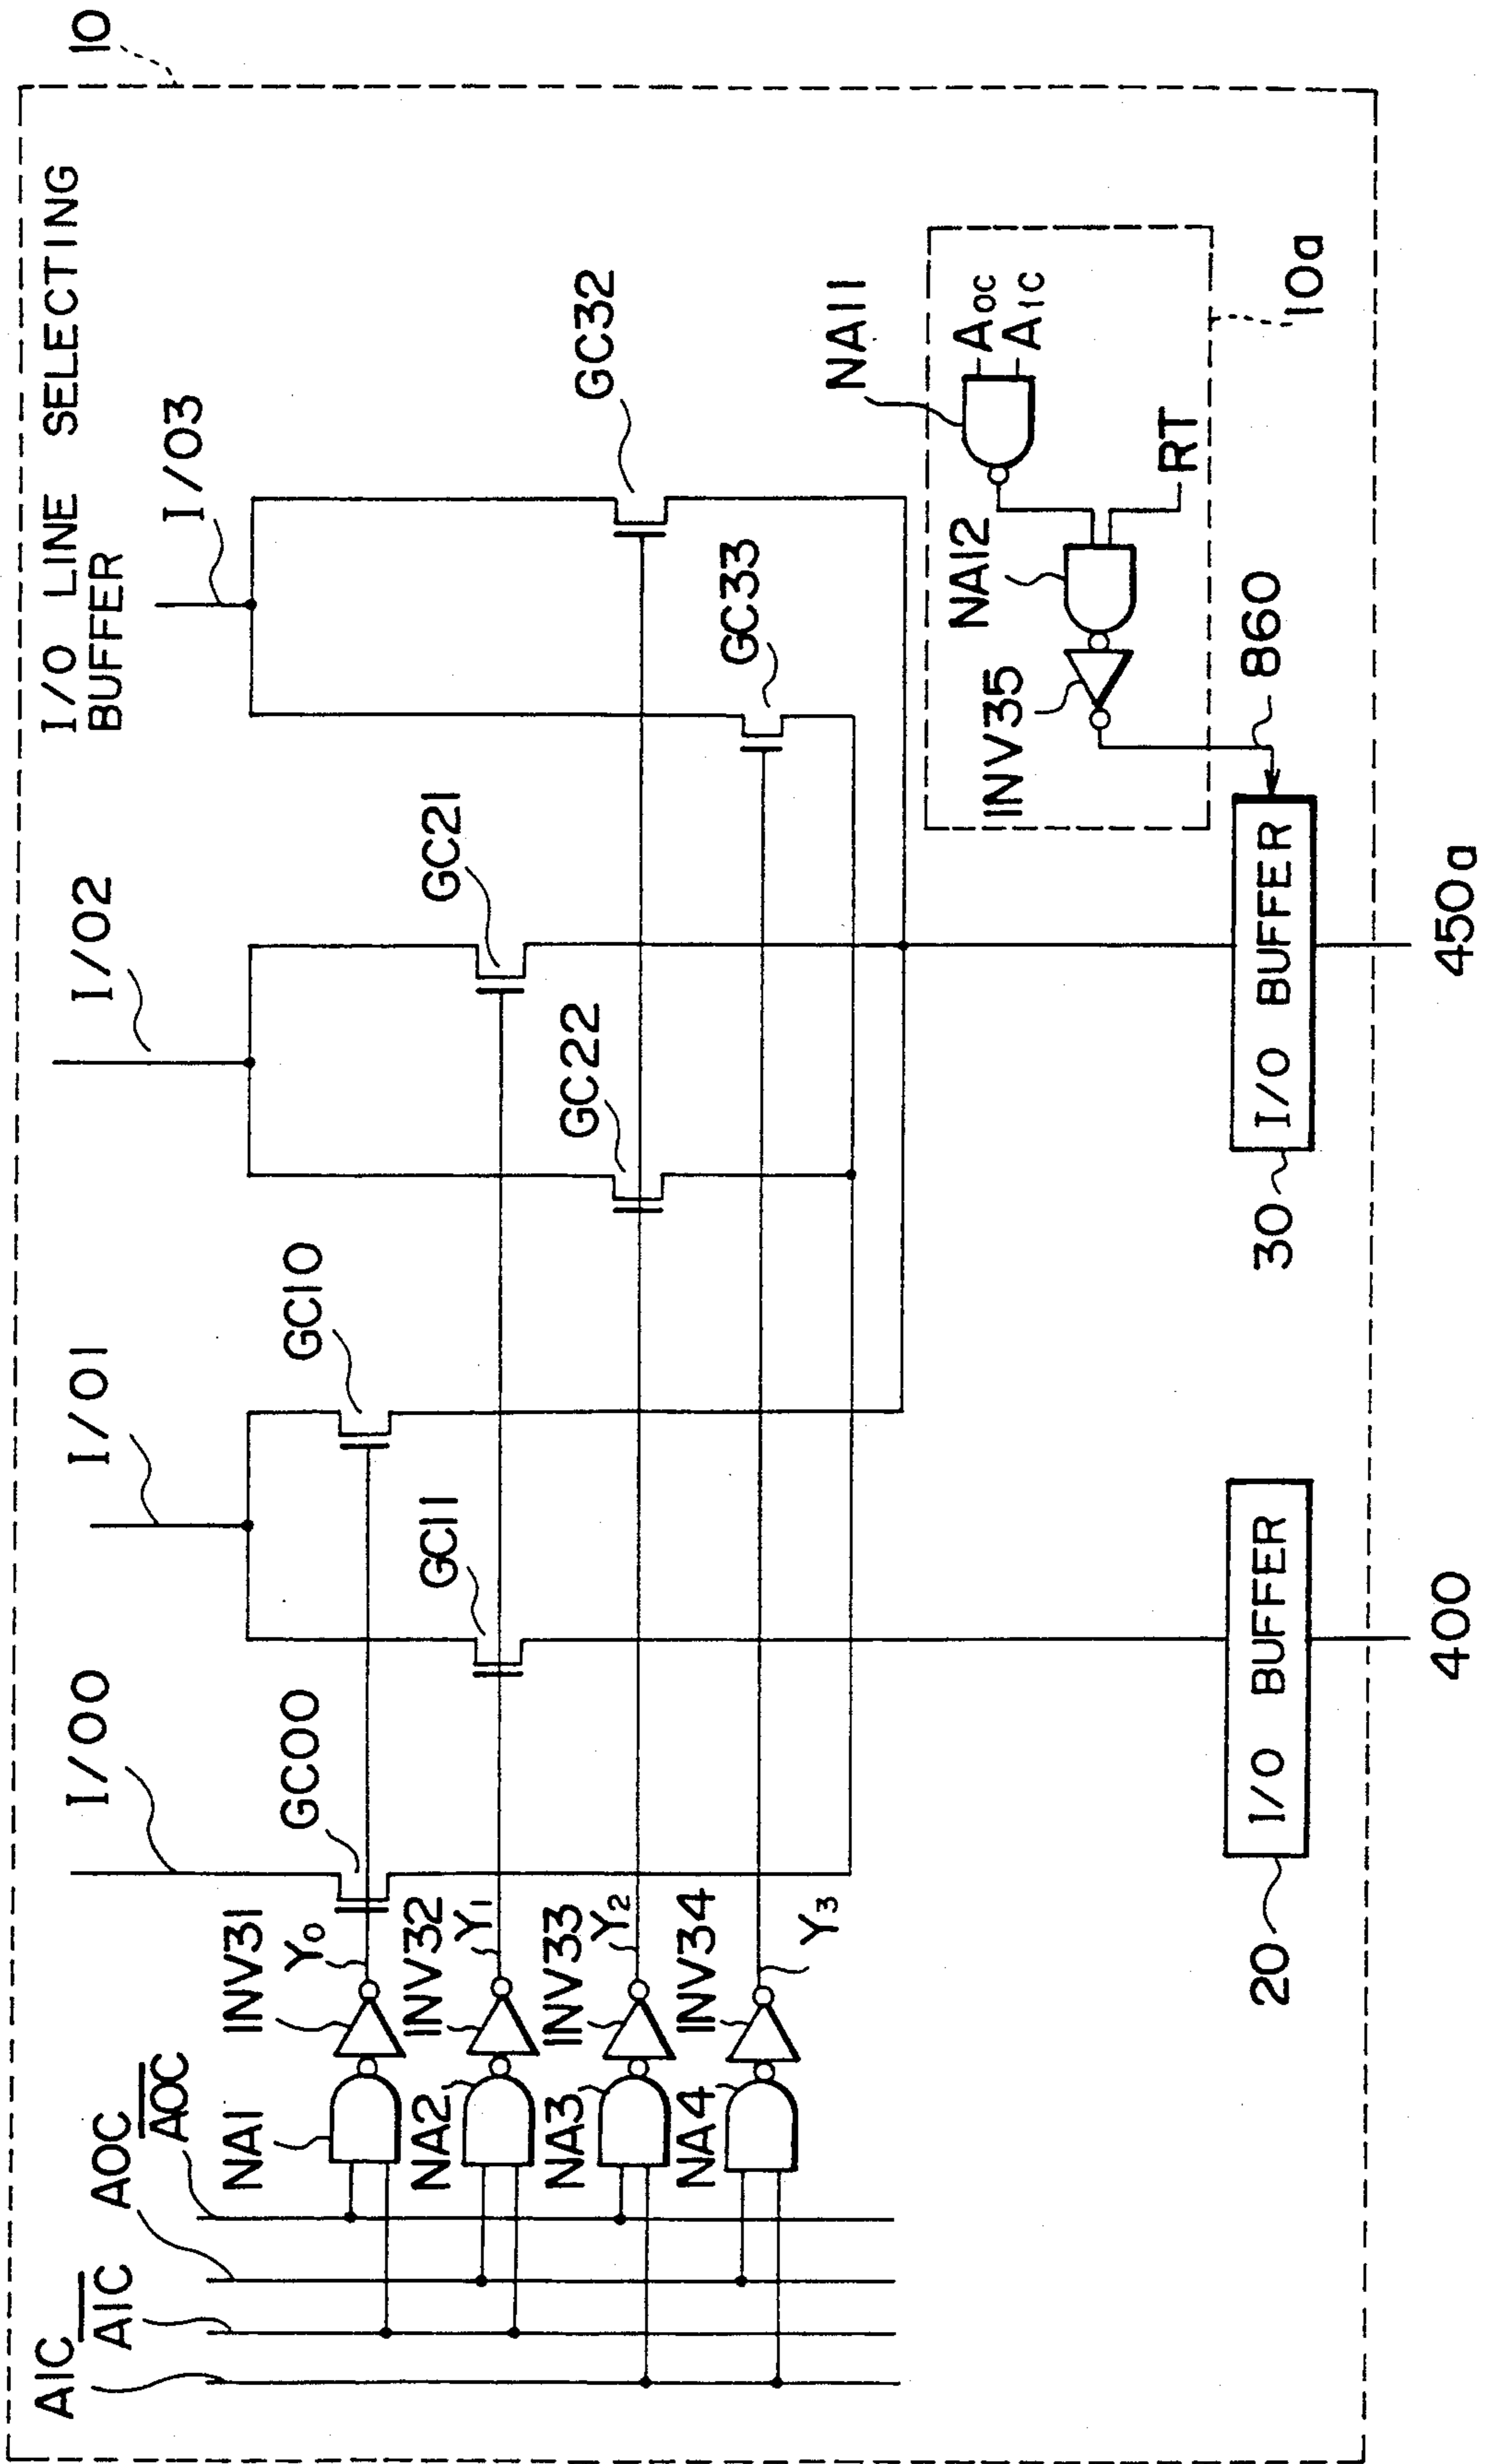 10
I/O LINE SELECTING
BUFFER
I/O0
I/O1
I/O2
I/O3
A1C
A1C
A0C
A0C
NA1
INV31
Y0
GC00
GC10
NA2
INV32
Y1
GC11
GC21
NA3
INV33
Y2
GC22
GC32
NA4
INV34
Y3
GC33
NA11
A0C
A1C
NA12
RT
INV35
10a
860
20
I/O BUFFER
30
I/O BUFFER
400
450a